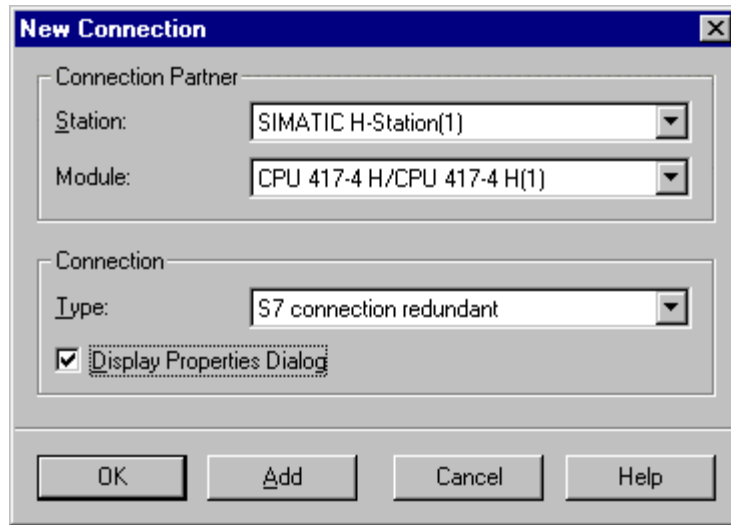 New Connection
Connection Partner
Station: SIMATIC H-Station(1)
Module: CPU 417-4 H/CPU 417-4 H(1)
Connection
Type: S7 connection redundant
Display Properties Dialog
OK Add Cancel Help